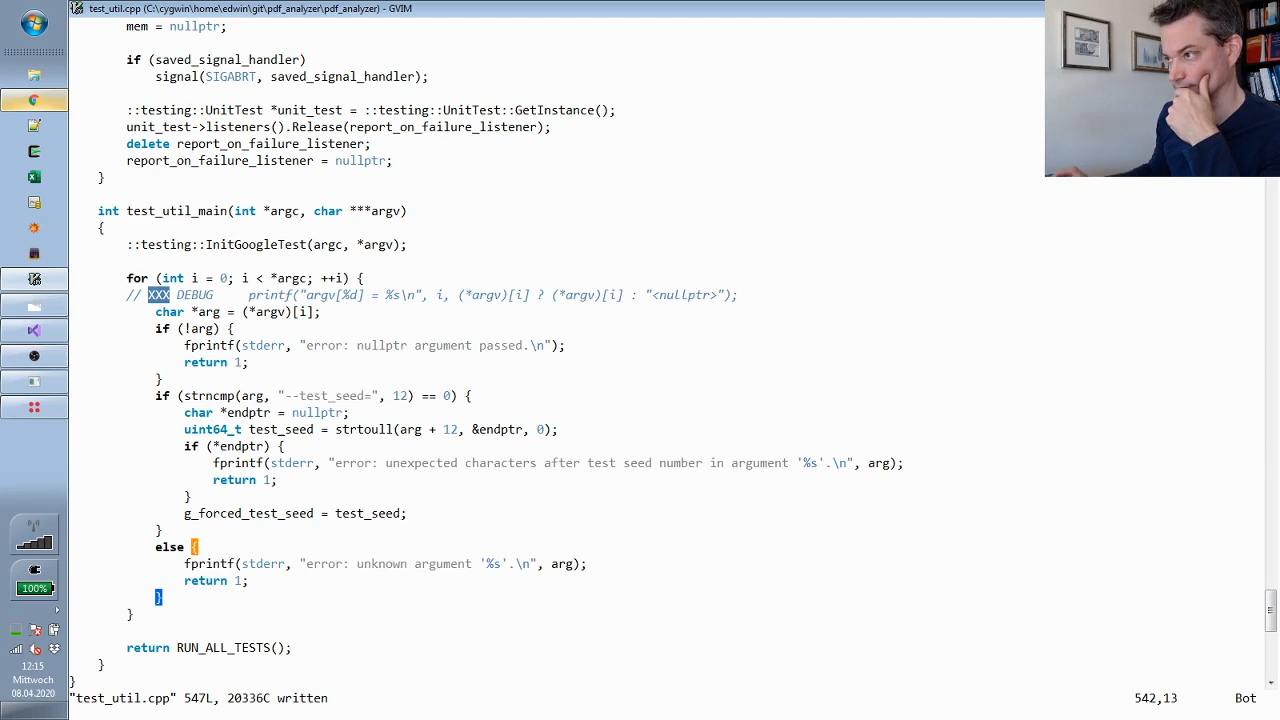 test_util.cpp (C:\cygwin\home\edwin\git\pdf_analyzer\pdf_analyzer) - GVIM
mem = nullptr;
if (saved_signal_handler)
signal(SIGABRT, saved_signal_handler);
::testing::UnitTest *unit_test = ::testing::UnitTest::GetInstance();
unit_test->listeners().Release(report_on_failure_listener);
delete report_on_failure_listener;
report_on_failure_listener = nullptr;
}
int test_util_main(int *argc, char ***argv)
{
::testing::InitGoogleTest(argc, *argv);
for (int i = 0; i < *argc; ++i) {
// XXX DEBUG     printf("argv[%d] = %s\n", i, (*argv)[i] ? (*argv)[i] : "<nullptr>");
char *arg = (*argv)[i];
if (!arg) {
fprintf(stderr, "error: nullptr argument passed.\n");
return 1;
}
if (strncmp(arg, "--test_seed=", 12) == 0) {
char *endptr = nullptr;
uint64_t test_seed = strtoull(arg + 12, &endptr, 0);
if (*endptr) {
fprintf(stderr, "error: unexpected characters after test seed number in argument '%s'.\n", arg);
return 1;
}
g_forced_test_seed = test_seed;
}
else {
fprintf(stderr, "error: unknown argument '%s'.\n", arg);
return 1;
}
}
return RUN_ALL_TESTS();
}
}
"test_util.cpp" 547L, 20336C written
542,13
Bot
100%
12:15
Mittwoch
08.04.2020